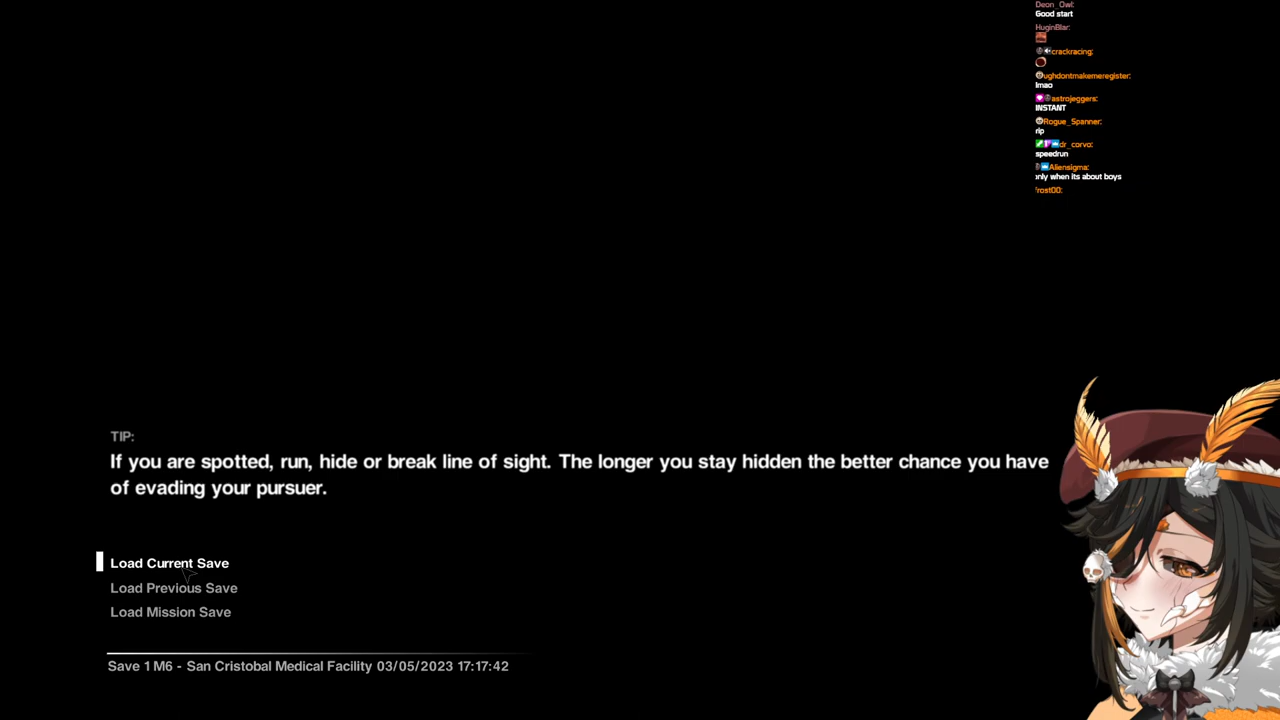 Deon_Owl:
Good start
HuginBlar:
crackracing:
ughdontmakemeregister:
lmao
astrojeggers:
INSTANT
Rogue_Spanner:
rip
dr_corvo:
speedrun
Aliensigma:
only when its about boys
frost00:
TIP:
If you are spotted, run, hide or break line of sight. The longer you stay hidden the better chance you have
of evading your pursuer.
Load Current Save
Load Previous Save
Load Mission Save
Save 1 M6 - San Cristobal Medical Facility 03/05/2023 17:17:42